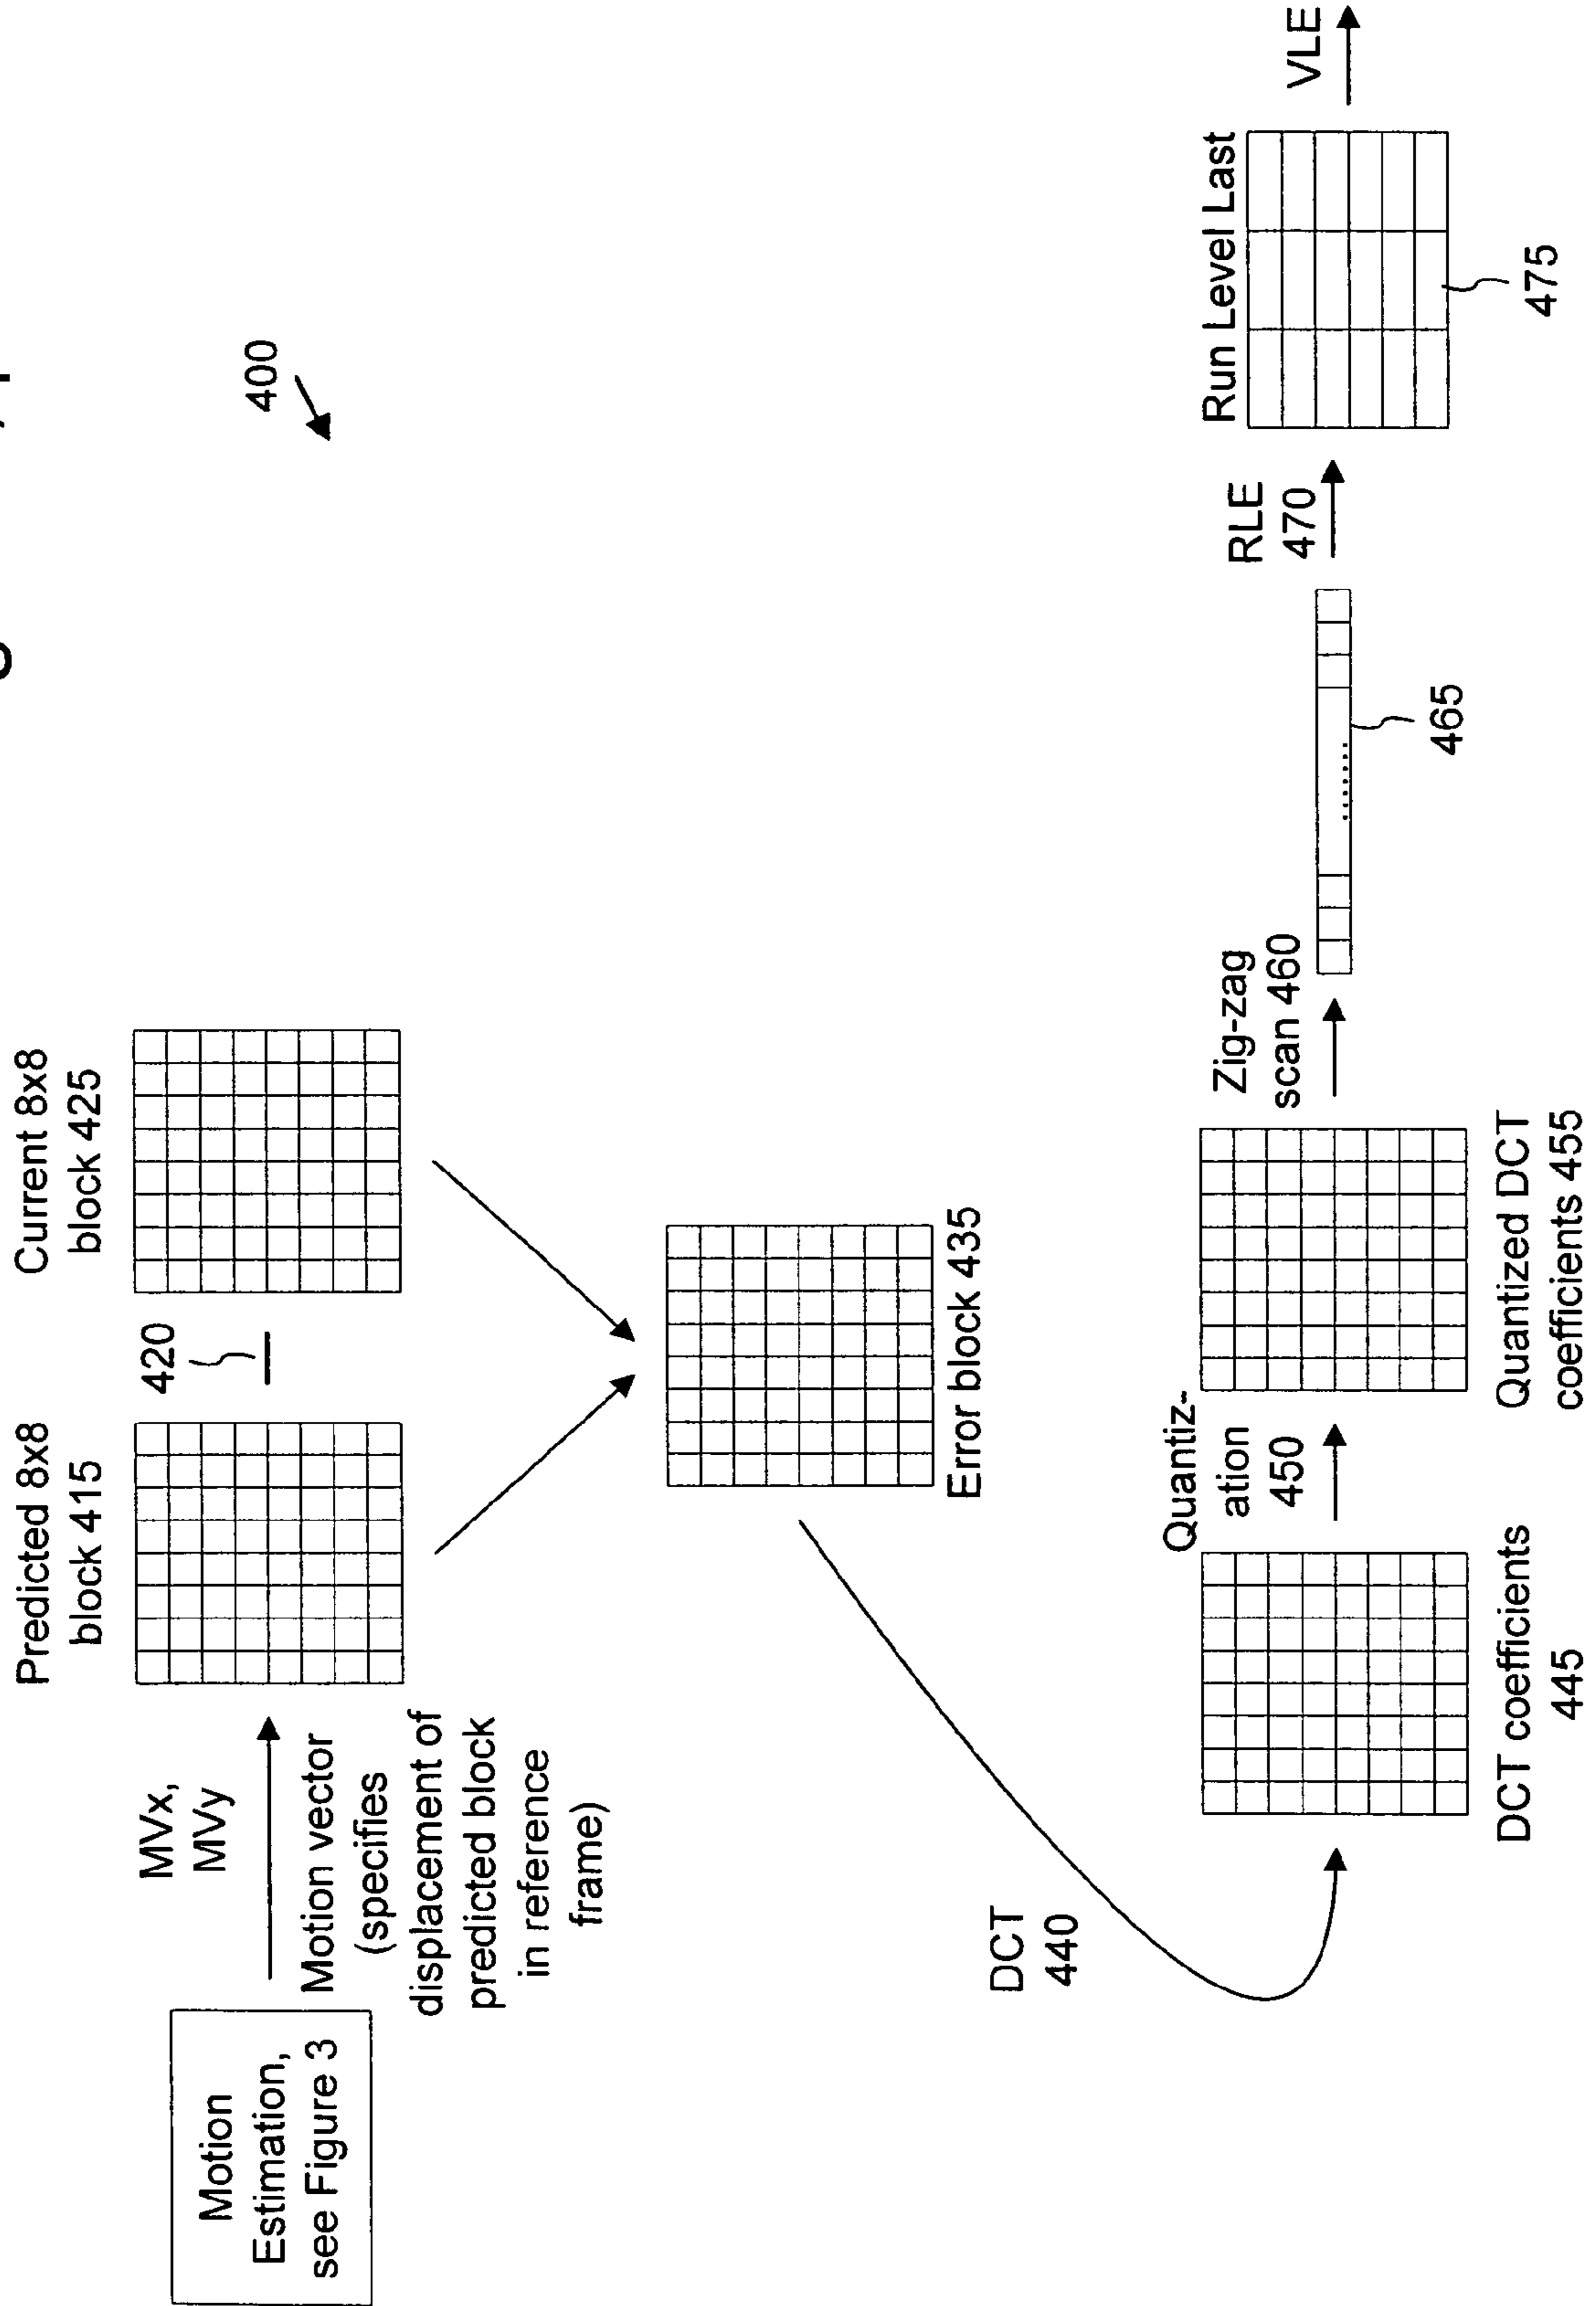 400
Motion
Estimation,
see Figure 3
MVx,
MVy
Motion vector
(specifies
displacement of
predicted block
in reference
frame)
Predicted 8x8
block 415
420
Current 8x8
block 425
Error block 435
DCT
440
DCT coefficients
445
Quantiz-
ation
450
Quantized DCT
coefficients 455
Zig-zag
scan 460
.......
465
RLE
470
Run Level Last
475
VLE